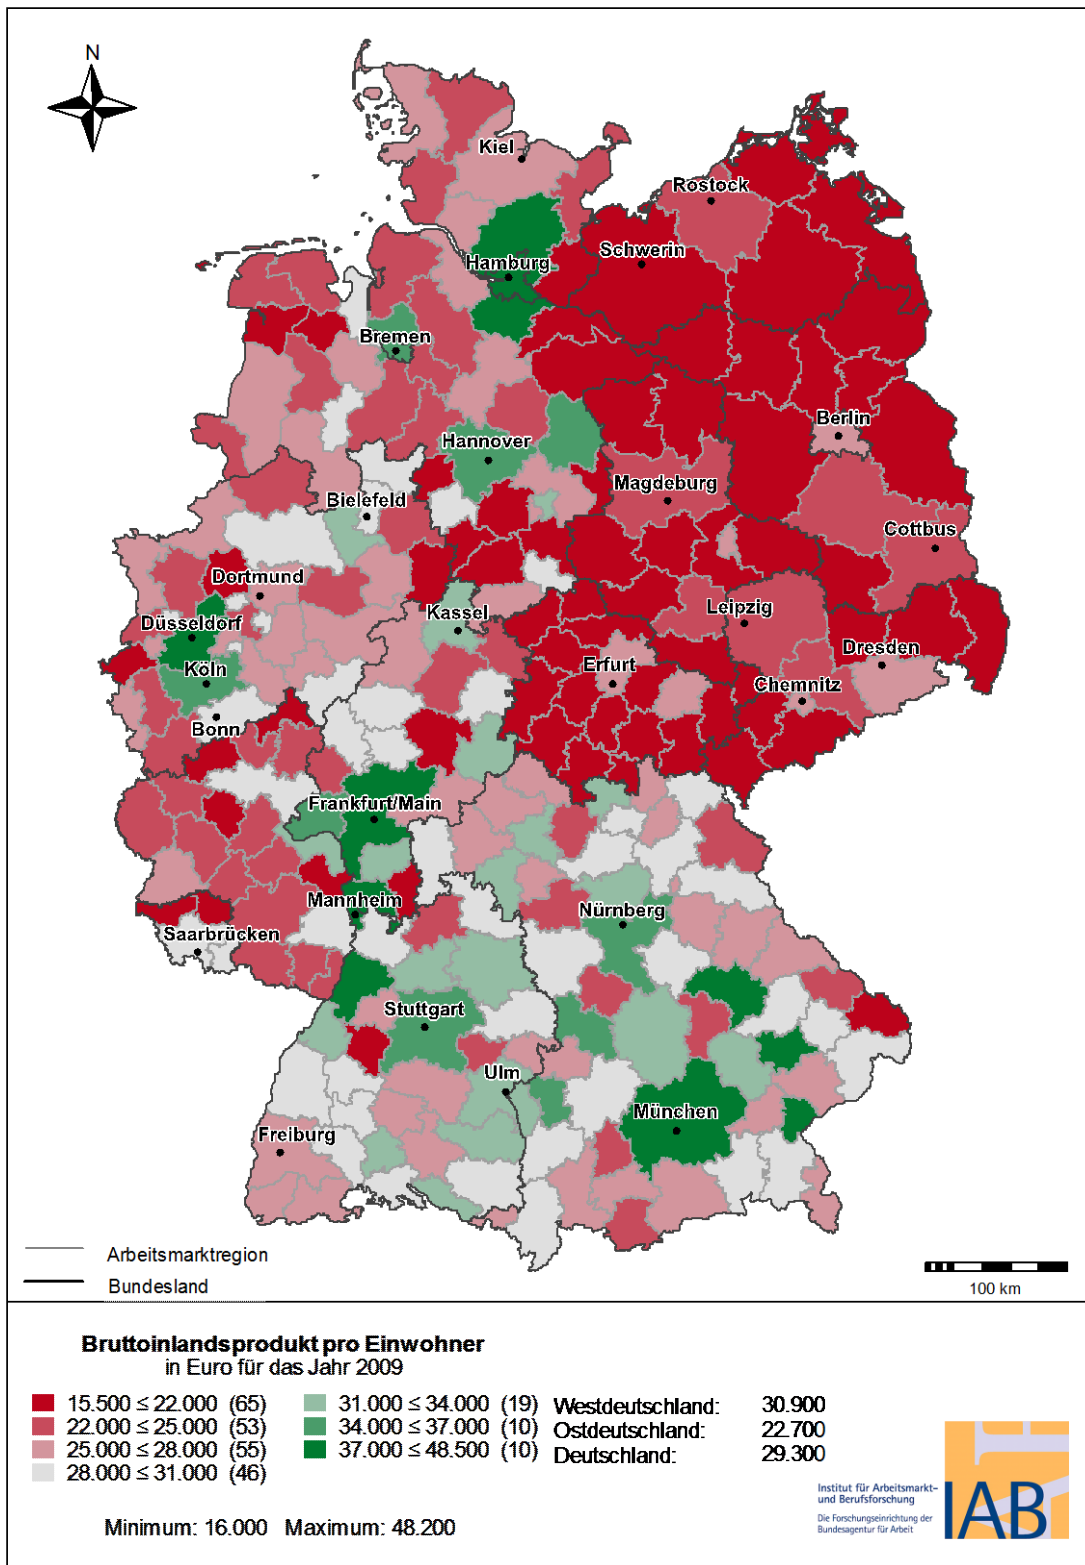 N
Kiel
Rostock
Schwerin
Hamburg
Bremen
Berlin
Hannover
Magdeburg
Bielefeld
Cottbus
Dortmund
Kassel
Leipzig
Düsseldorf
Dresden
Köln
Erfurt
Chemnitz
Bonn
Frankfurt/Main
Mannheim
Nürnberg
Saarbrücken
Stuttgart
Ulm
München
Freiburg
Arbeitsmarktregion
Bundesland
100 km
Bruttoinlandsprodukt pro Einwohner
in Euro für das Jahr 2009
15.500 ≤ 22.000 (65)
22.000 ≤ 25.000 (53)
25.000 ≤ 28.000 (55)
28.000 ≤ 31.000 (46)
31.000 ≤ 34.000 (19)
34.000 ≤ 37.000 (10)
37.000 ≤ 48.500 (10)
Westdeutschland: 30.900
Ostdeutschland: 22.700
Deutschland: 29.300
Minimum: 16.000 Maximum: 48.200
Institut für Arbeitsmarkt-
und Berufsforschung
Die Forschungseinrichtung der
Bundesagentur für Arbeit
IAB